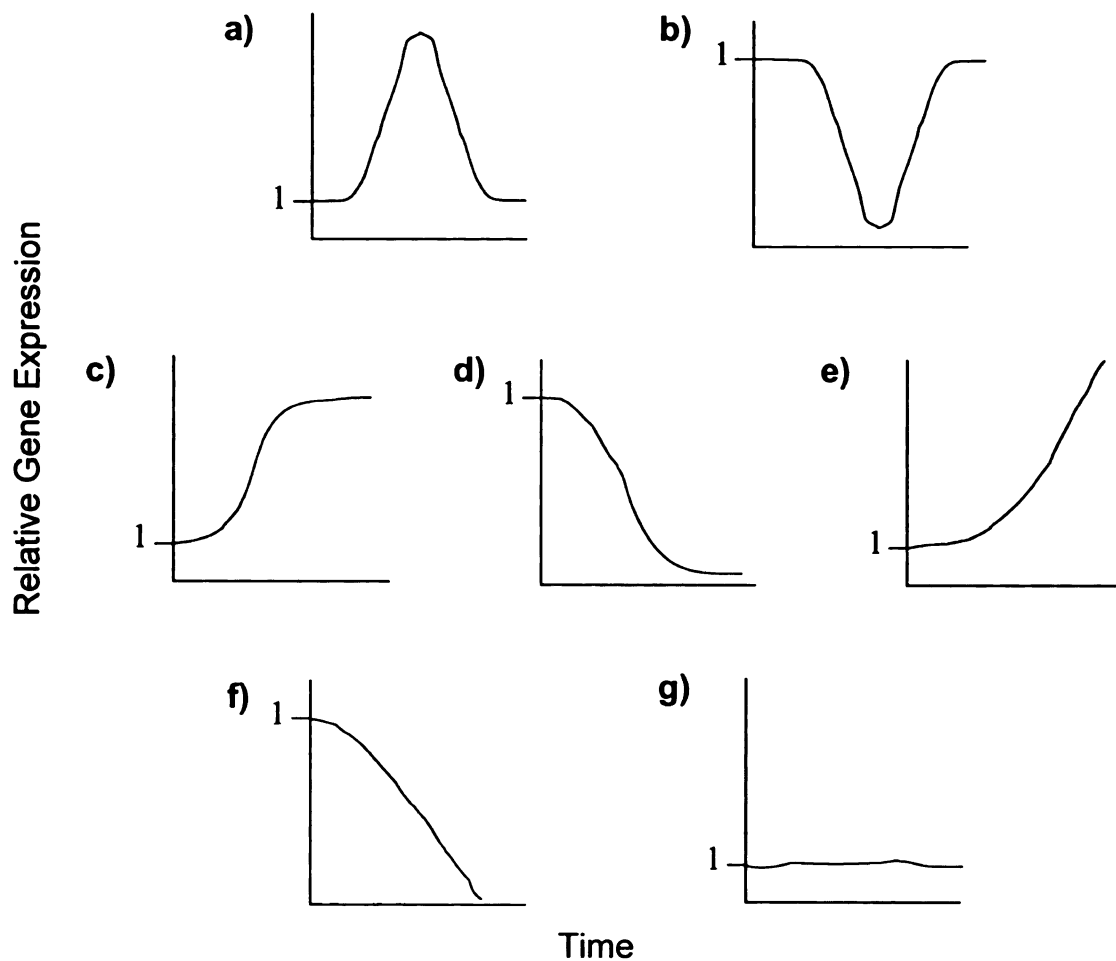 a)
1
b)
1
Relative Gene Expression
c)
1
d)
1
e)
1
f)
1
g)
1
Time